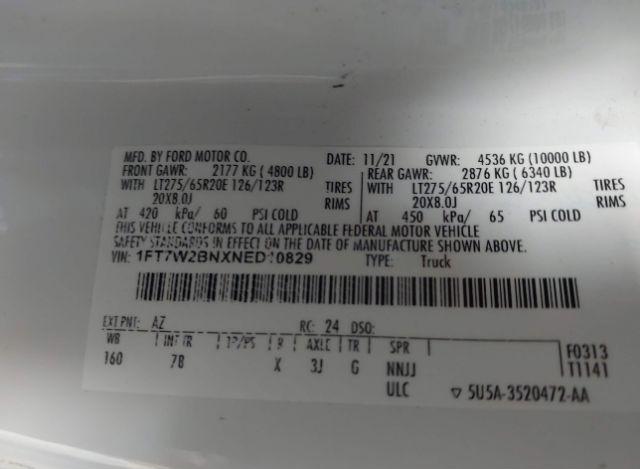 MFD. BY FORD MOTOR CO. DATE: 11/21 GVWR: 4536 KG (10000 LB)
FRONT GAWR: 2177 KG ( 4800 LB) REAR GAWR: 2876 KG ( 6340 LB)
WITH LT275/65R20E 126/123R TIRES WITH LT275/65R20E 126/123R TIRES
20X8.0J RIMS 20X8.0J RIMS
AT 420 kPa/ 60 PSI COLD AT 450 kPa/ 65 PSI COLD
THIS VEHICLE CONFORMS TO ALL APPLICABLE FEDERAL MOTOR VEHICLE
SAFETY STANDARDS IN EFFECT ON THE DATE OF MANUFACTURE SHOWN ABOVE.
VIN: TYPE: Truck
EXT PNT: AZ RC: 24 DSO:
WB INT TR TP/PS R AXLE TR SPR F0313
160 7B X 3J G NNJJ T1141
ULC ▽ 5U5A-3520472-AA